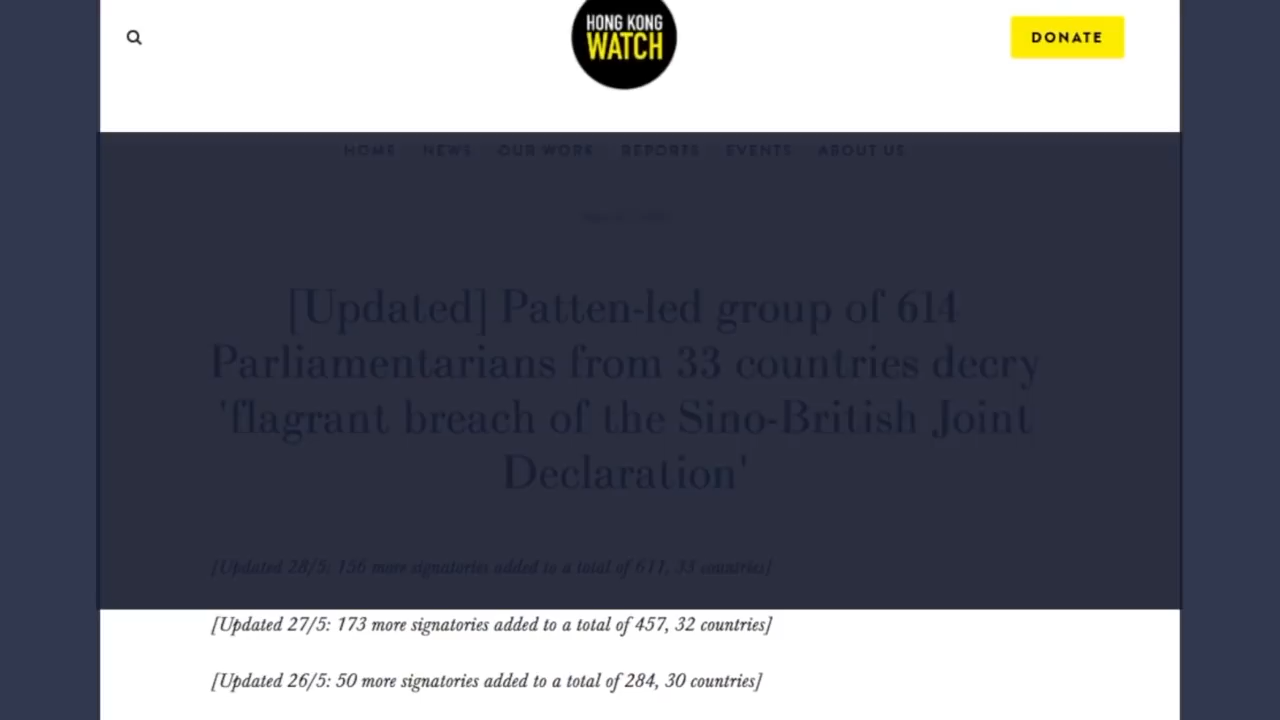 HONG KONG
WATCH
DONATE
HOME NEWS OUR WORK REPORTS EVENTS ABOUT US
[Updated] Patten-led group of 614
Parliamentarians from 33 countries decry
'flagrant breach of the Sino-British Joint
Declaration'
[Updated 28/5: 156 more signatories added to a total of 611, 33 countries]
[Updated 27/5: 173 more signatories added to a total of 457, 32 countries]
[Updated 26/5: 50 more signatories added to a total of 284, 30 countries]